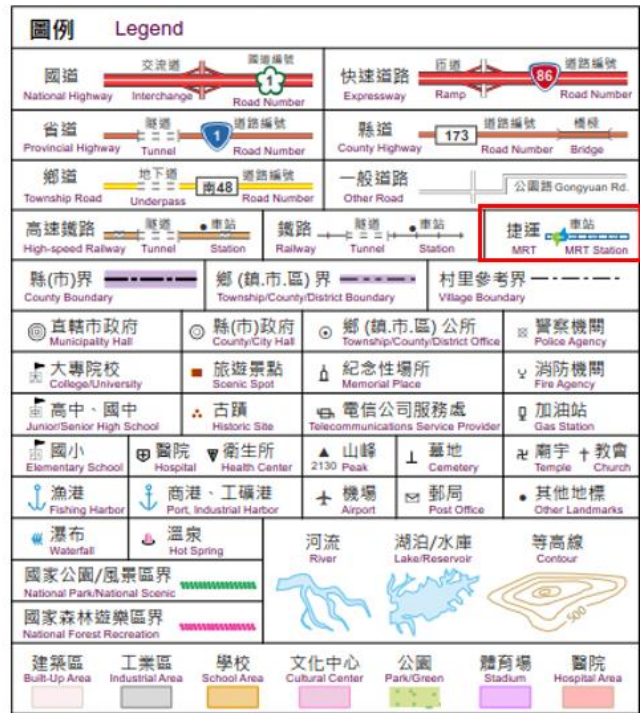 圖例 Legend
國道 交流道 國道編號
National Highway Interchange 1 Road Number
快速道路 匝道 86 道路編號
Expressway Ramp Road Number
省道 隧道 1 道路編號
Provincial Highway Tunnel Road Number
縣道 173 道路編號 橋樑
County Highway Road Number Bridge
鄉道 地下道 南48 道路編號
Township Road Underpass Road Number
一般道路 公園路 Gongyuan Rd.
Other Road
高速鐵路 隧道 車站
High-speed Railway Tunnel Station
鐵路 隧道 車站
Railway Tunnel Station
捷運 車站
MRT MRT Station
縣(市)界
County Boundary
鄉(鎮.市.區)界
Township/County/District Boundary
村里參考界
Village Boundary
直轄市政府
Municipality Hall
縣(市)政府
County/City Hall
鄉(鎮.市.區)公所
Township/County/District Office
警察機關
Police Agency
大專院校
College/University
旅遊景點
Scenic Spot
紀念性場所
Memorial Place
消防機關
Fire Agency
高中、國中
Junior/Senior High School
古蹟
Historic Site
電信公司服務處
Telecommunications Service Provider
加油站
Gas Station
國小
Elementary School
醫院
Hospital
衛生所
Health Center
山峰
2130 Peak
墓地
Cemetery
廟宇
Temple
教會
Church
漁港
Fishing Harbor
商港、工礦港
Port, Industrial Harbor
機場
Airport
郵局
Post Office
其他地標
Other Landmarks
瀑布
Waterfall
溫泉
Hot Spring
河流
River
湖泊/水庫
Lake/Reservoir
等高線
Contour
500
國家公園/風景區界
National Park/National Scenic
國家森林遊樂區界
National Forest Recreation
建築區
Built-Up Area
工業區
Industrial Area
學校
School Area
文化中心
Cultural Center
公園
Park/Green
體育場
Stadium
醫院
Hospital Area